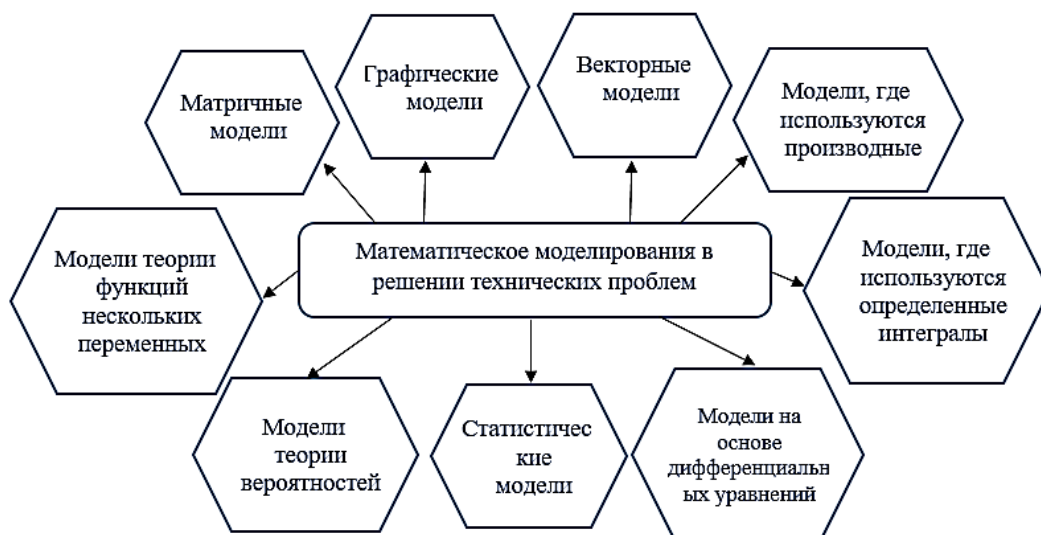 Матричные
модели
Графические
модели
Векторные
модели
Модели, где
используются
производные
Модели теории
функций
нескольких
переменных
Математическое моделирования в
решении технических проблем
Модели, где
используются
определенные
интегралы
Модели
теории
вероятностей
Статистичес
кие
модели
Модели на
основе
дифференциальн
ых уравнений